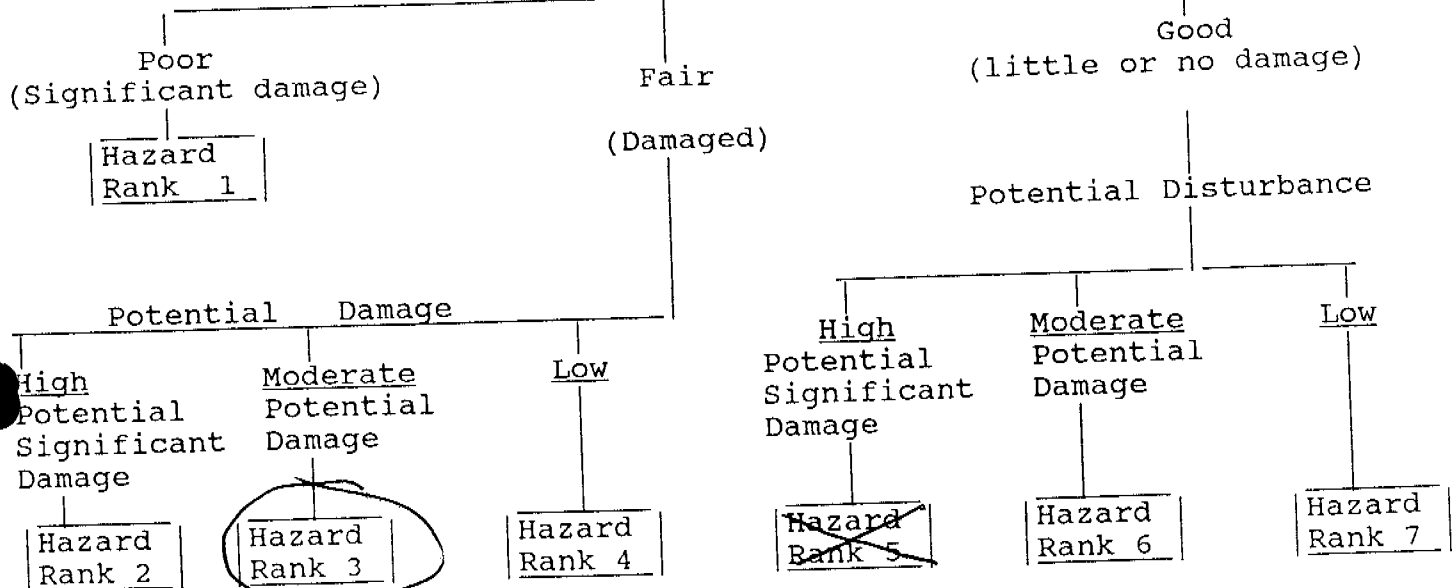 Poor
(Significant damage)
Hazard
Rank 1
Fair
(Damaged)
Good
(little or no damage)
Potential Disturbance
Potential Damage
High
Potential
Significant
Damage
Hazard
Rank 2
Moderate
Potential
Damage
Hazard
Rank 3
Low
Hazard
Rank 4
High
Potential
Significant
Damage
Hazard
Rank 5
Moderate
Potential
Damage
Hazard
Rank 6
Low
Hazard
Rank 7